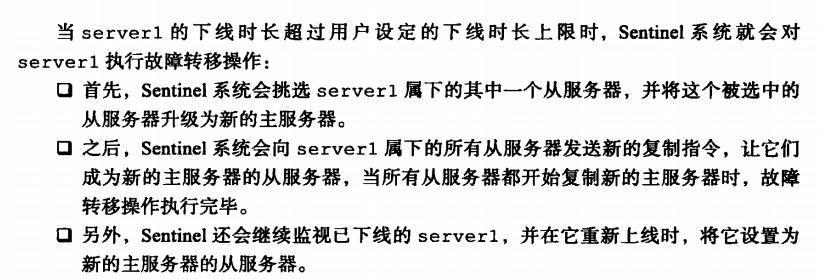 当 server1 的下线时长超过用户设定的下线时长上限时，Sentinel 系统就会对
server1 执行故障转移操作：
❑ 首先，Sentinel 系统会挑选 server1 属下的其中一个从服务器，并将这个被选中的
从服务器升级为新的主服务器。
❑ 之后，Sentinel 系统会向 server1 属下的所有从服务器发送新的复制指令，让它们
成为新的主服务器的从服务器，当所有从服务器都开始复制新的主服务器时，故障
转移操作执行完毕。
❑ 另外，Sentinel 还会继续监视已下线的 server1，并在它重新上线时，将它设置为
新的主服务器的从服务器。